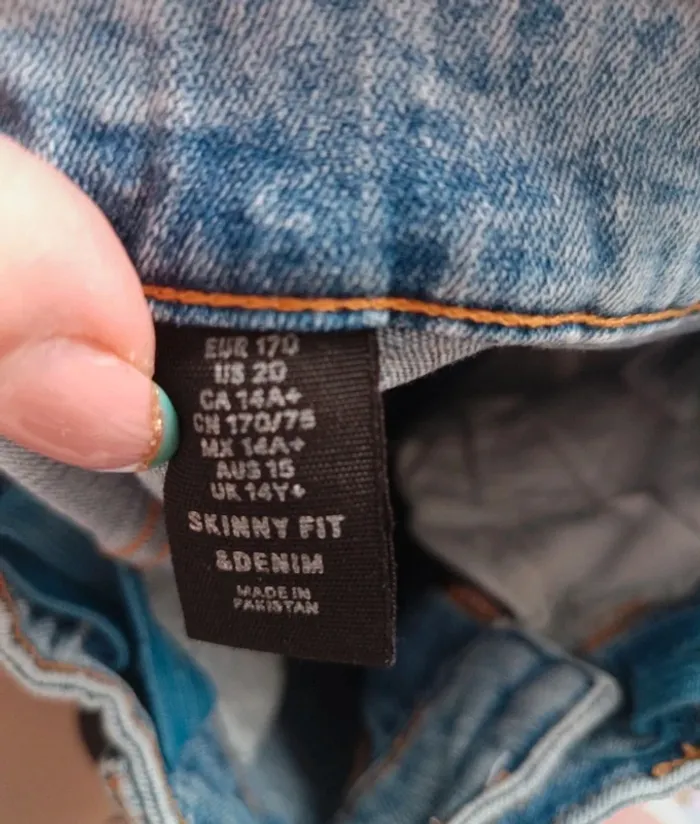 EUR 170
US 20
CA 14A+
CN 170/75
MX 14A+
AUS 15
UK 14Y+
SKINNY FIT
&DENIM
MADE IN
PAKISTAN